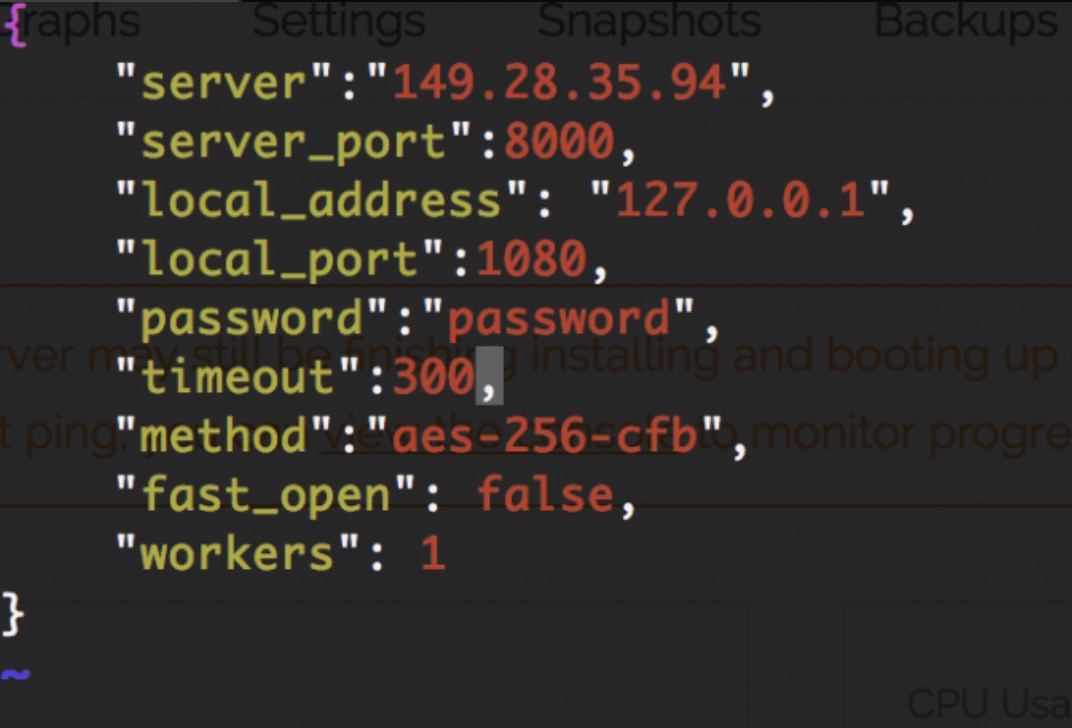 {raphs Settings Snapshots Backups
"server":"149.28.35.94",
"server_port":8000,
"local_address": "127.0.0.1",
"local_port":1080,
"password":"password",
rver may still be finishing installing and booting up
"timeout":300,
t ping, view the to monitor progre
"method":"aes-256-cfb",
"fast_open": false,
"workers": 1
}
~
CPU Usa